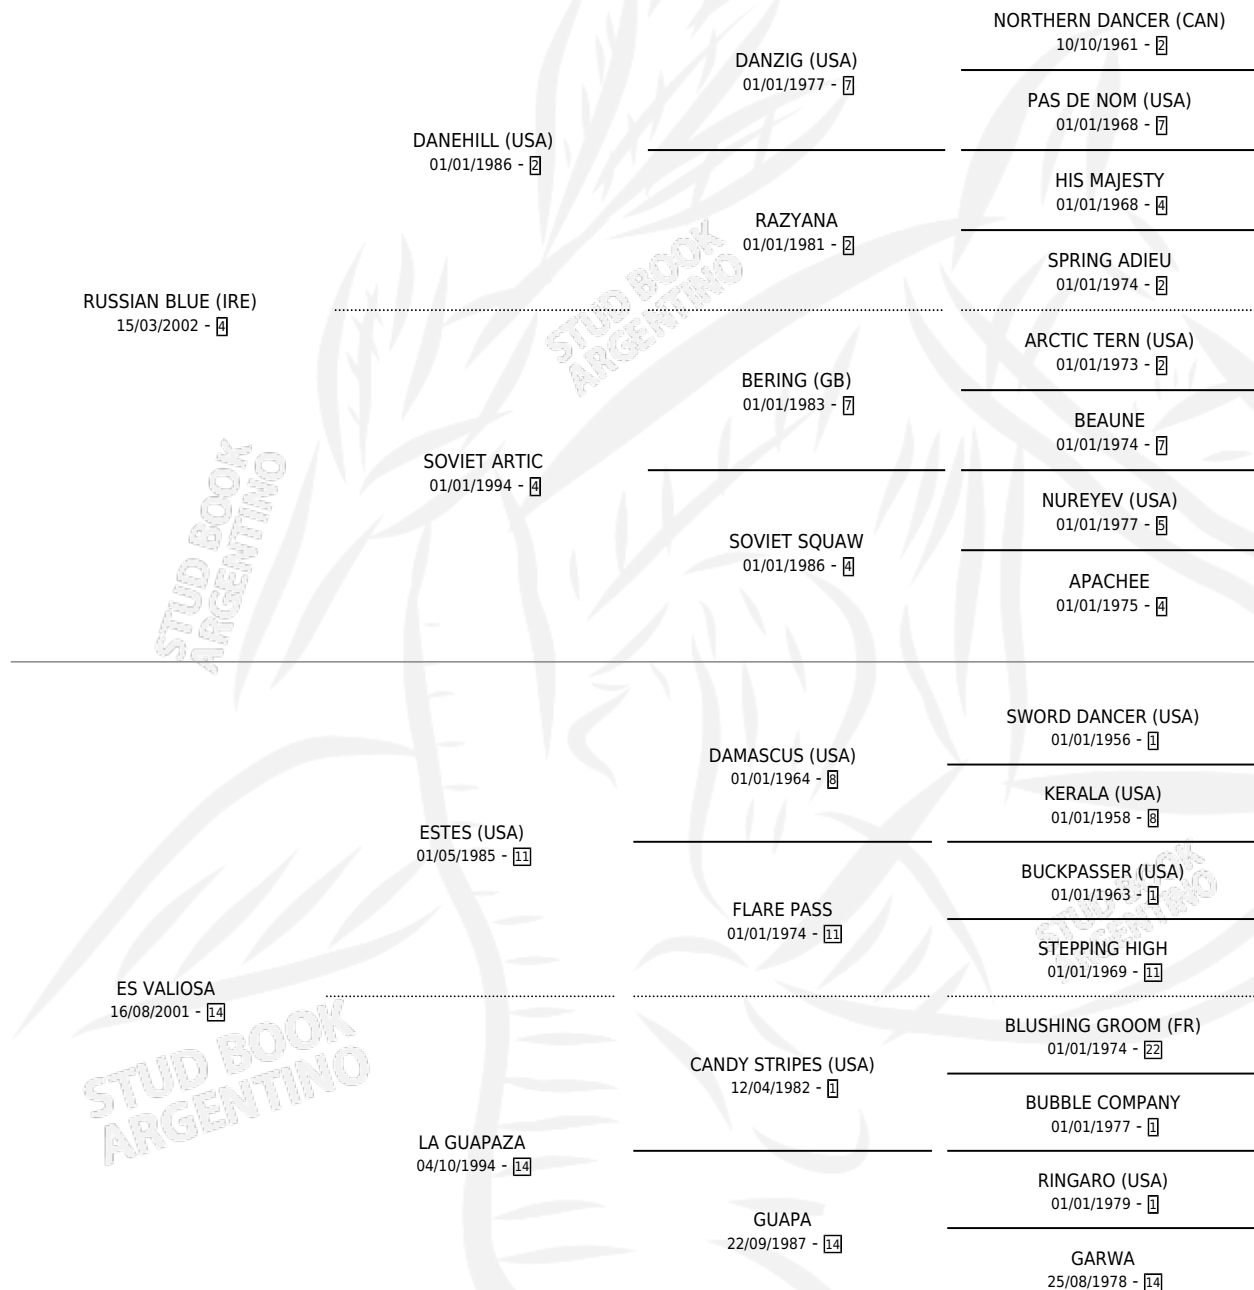 NORTHERN DANCER (CAN)
10/10/1961 - 2
DANZIG (USA)
01/01/1977 - 7
PAS DE NOM (USA)
01/01/1968 - 7
DANEHILL (USA)
01/01/1986 - 2
HIS MAJESTY
01/01/1968 - 4
RAZYANA
01/01/1981 - 2
SPRING ADIEU
01/01/1974 - 2
RUSSIAN BLUE (IRE)
15/03/2002 - 4
ARCTIC TERN (USA)
01/01/1973 - 2
BERING (GB)
01/01/1983 - 7
BEAUNE
01/01/1974 - 7
SOVIET ARTIC
01/01/1994 - 4
NUREYEV (USA)
01/01/1977 - 5
SOVIET SQUAW
01/01/1986 - 4
APACHEE
01/01/1975 - 4
SWORD DANCER (USA)
01/01/1956 - 1
DAMASCUS (USA)
01/01/1964 - 8
KERALA (USA)
01/01/1958 - 8
ESTES (USA)
01/05/1985 - 11
BUCKPASSER (USA)
01/01/1963 - 1
FLARE PASS
01/01/1974 - 11
STEPPING HIGH
01/01/1969 - 11
ES VALIOSA
16/08/2001 - 14
BLUSHING GROOM (FR)
01/01/1974 - 22
CANDY STRIPES (USA)
12/04/1982 - 1
BUBBLE COMPANY
01/01/1977 - 1
LA GUAPAZA
04/10/1994 - 14
RINGARO (USA)
01/01/1979 - 1
GUAPA
22/09/1987 - 14
GARWA
25/08/1978 - 14
STUD BOOK
ARGENTINO
STUD BOOK
ARGENTINO
STUD BOOK
ARGENTINO
STUD BOOK
ARGENTINO